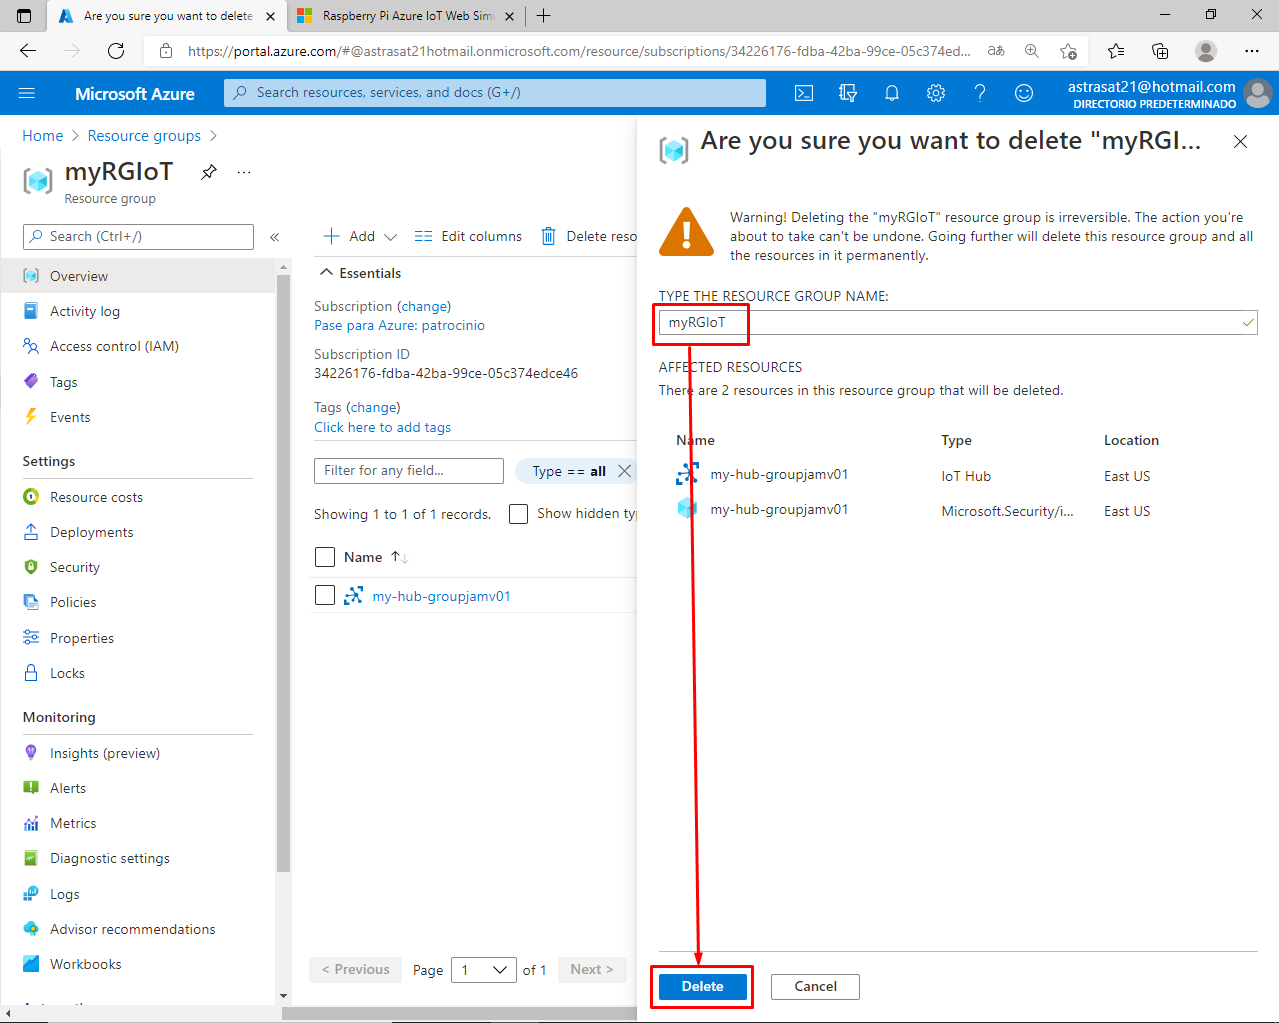 Are you sure you want to delete
Raspberry Pi Azure IoT Web Simu
https://portal.azure.com/#@astrasat21hotmail.onmicrosoft.com/resource/subscriptions/34226176-fdba-42ba-99ce-05c374ed...
Microsoft Azure
Search resources, services, and docs (G+/)
astrasat21@hotmail.com
DIRECTORIO PREDETERMINADO
Home > Resource groups >
myRGIoT
Resource group
Search (Ctrl+/)
Overview
Activity log
Access control (IAM)
Tags
Events
Settings
Resource costs
Deployments
Security
Policies
Properties
Locks
Monitoring
Insights (preview)
Alerts
Metrics
Diagnostic settings
Logs
Advisor recommendations
Workbooks
Add
Edit columns
Delete reso
Essentials
Subscription (change)
Pase para Azure: patrocinio
Subscription ID
34226176-fdba-42ba-99ce-05c374edce46
Tags (change)
Click here to add tags
Filter for any field...
Type == all
Showing 1 to 1 of 1 records.
Show hidden typ
Name
my-hub-groupjamv01
< Previous
Page
1
of 1
Next >
Are you sure you want to delete "myRGI...
Warning! Deleting the "myRGIoT" resource group is irreversible. The action you're
about to take can't be undone. Going further will delete this resource group and all
the resources in it permanently.
TYPE THE RESOURCE GROUP NAME:
myRGIoT
AFFECTED RESOURCES
There are 2 resources in this resource group that will be deleted.
Name Type Location
my-hub-groupjamv01 IoT Hub East US
my-hub-groupjamv01 Microsoft.Security/i... East US
Delete
Cancel